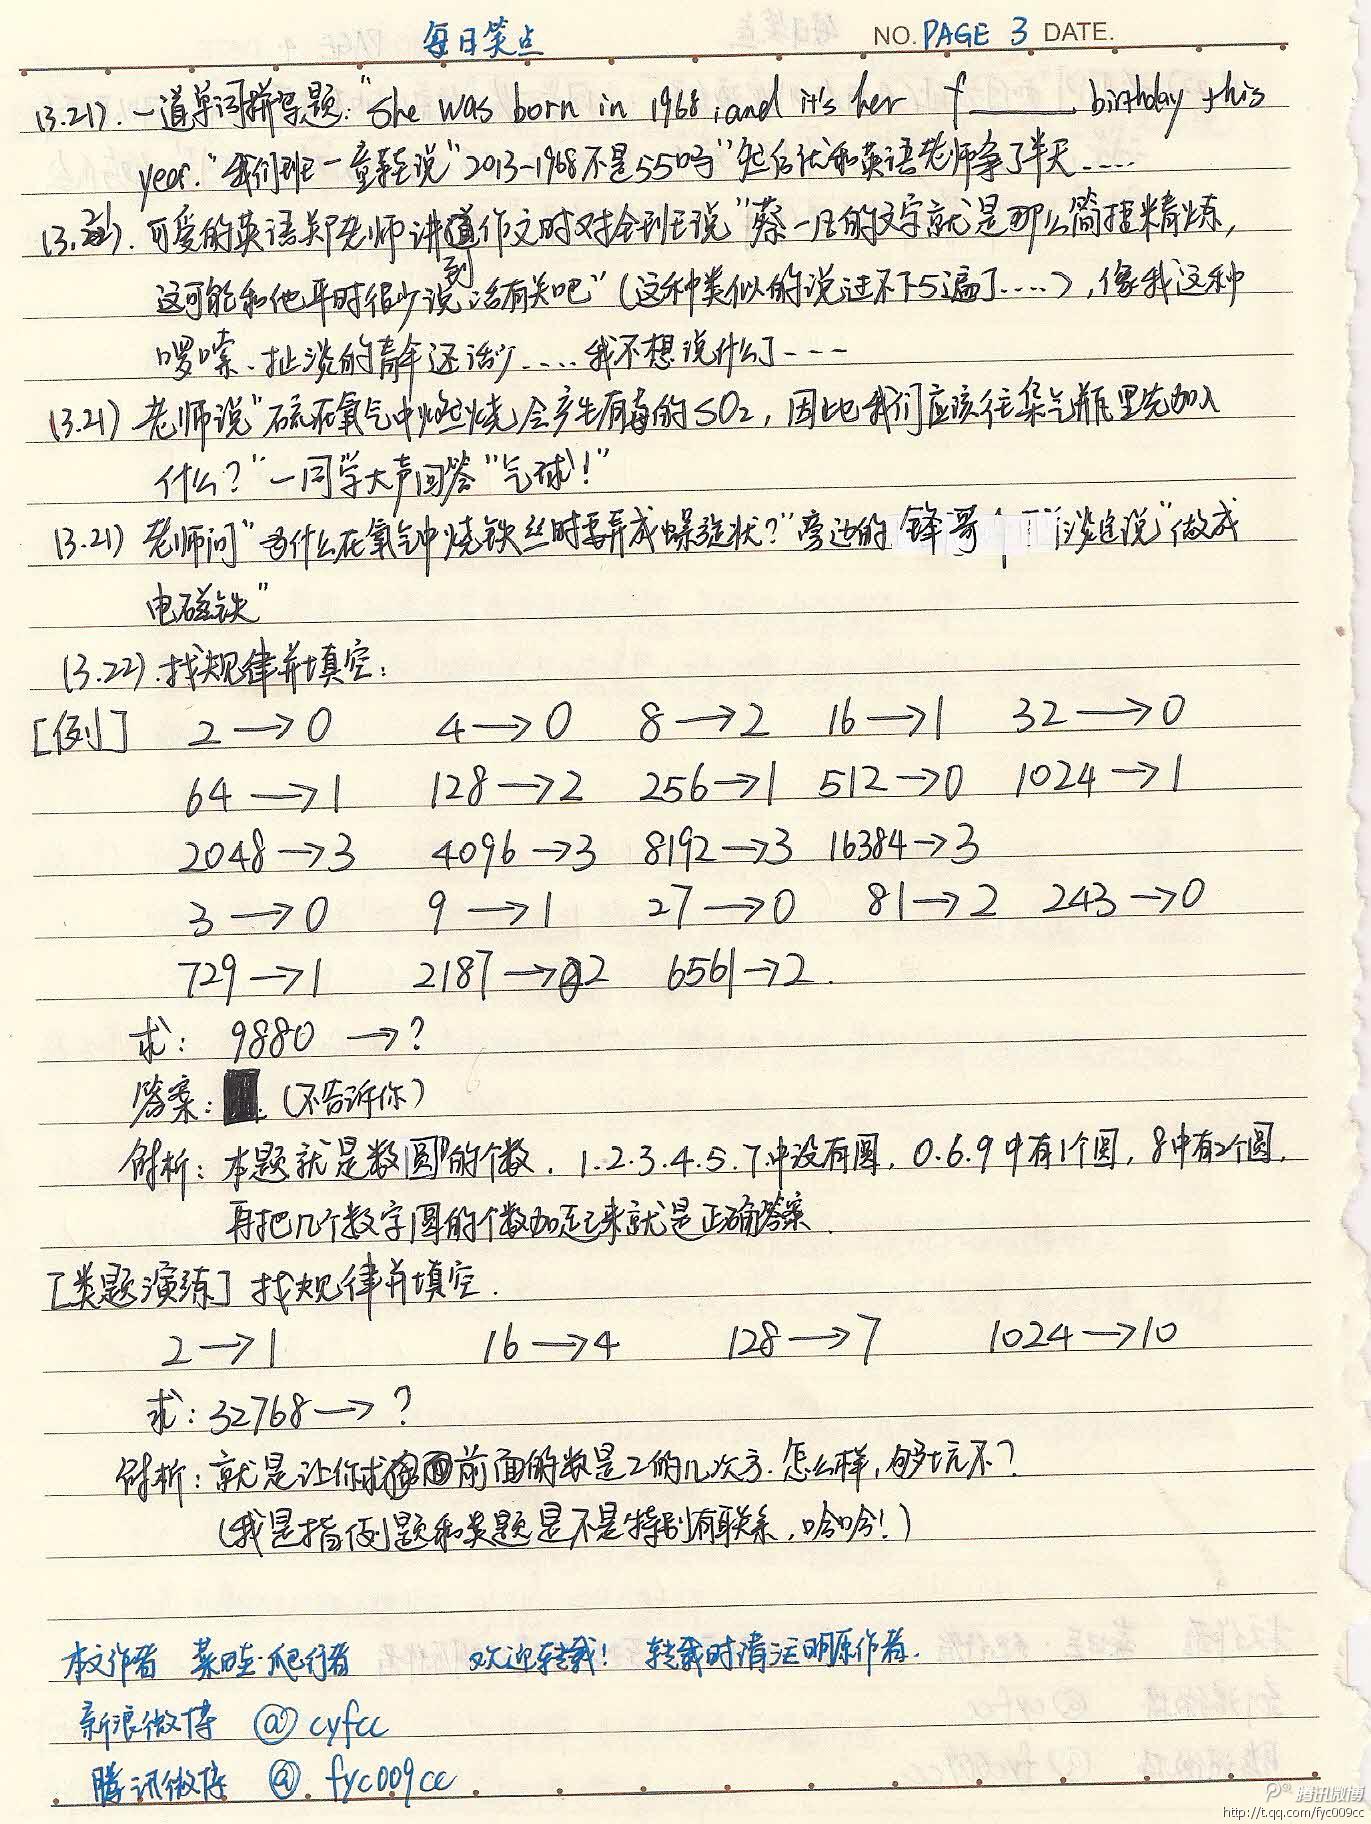 每日笑点 NO. PAGE 3 DATE.
(3.21). 一道单词拼写题:"She was born in 1968, and it's her f______ birthday this
year."我们班一童鞋说"2013-1968不是55吗"然后就和英语老师争了半天.....
(3.21). 可爱的英语郑老师讲到作文时对全班说"蔡一凡的文字就是那么简捷精炼,
这可能和他平时很少说话有关吧"(这种类似的说过不下5遍了....),像我这种
啰嗦、扯淡的青年还话少....我不想说什么了----
(3.21) 老师说"硫在氧气中燃烧会产生有毒的SO2,因此我们应该往集气瓶里先加入
什么?"一同学大声回答"气球!"
(3.21) 老师问"为什么在氧气中烧铁丝时要弄成螺旋状?"旁边的锋哥淡定说"做成
电磁铁"
(3.22).找规律并填空:
[例] 2→0 4→0 8→2 16→1 32→0
64→1 128→2 256→1 512→0 1024→1
2048→3 4096→3 8192→3 16384→3
3→0 9→1 27→0 81→2 243→0
729→1 2187→2 6561→2.
求: 9880→?
答案: (不告诉你)
解析:本题就是数"圆"的个数.1.2.3.4.5.7.中没有圆,0.6.9中有1个圆,8中有2个圆.
再把几个数字圆的个数加起来就是正确答案.
[类题演练] 找规律并填空.
2→1 16→4 128→7 1024→10
求:32768→?
解析:就是让你求前面的数是2的几次方.怎么样,够坑不?
(我是指例题和类题是不是特别有联系,哈哈!)
本文作者 爬行者 欢迎转载! 转载时请注明原作者.
新浪微博 @cyfcc
腾讯微博 @fyc009cc
腾讯微博
http://t.qq.com/fyc009cc